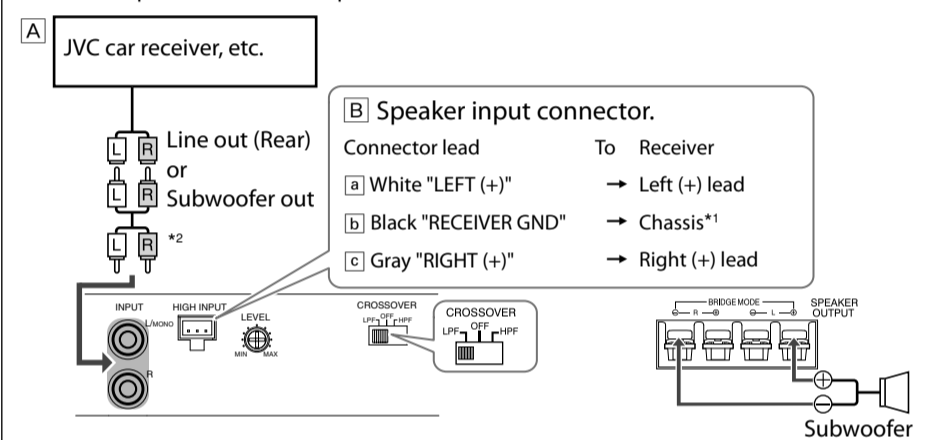 A
JVC car receiver, etc.
L R Line out (Rear)
or
L R Subwoofer out
L R *2
B Speaker input connector.
Connector lead To Receiver
a White "LEFT (+)" → Left (+) lead
b Black "RECEIVER GND" → Chassis*1
c Gray "RIGHT (+)" → Right (+) lead
INPUT
L/MONO
R
HIGH INPUT
LEVEL
MIN MAX
CROSSOVER
LPF OFF HPF
CROSSOVER
LPF OFF HPF
BRIDGE MODE
⊖ R ⊕ ⊖ L ⊕
SPEAKER
OUTPUT
+
−
Subwoofer